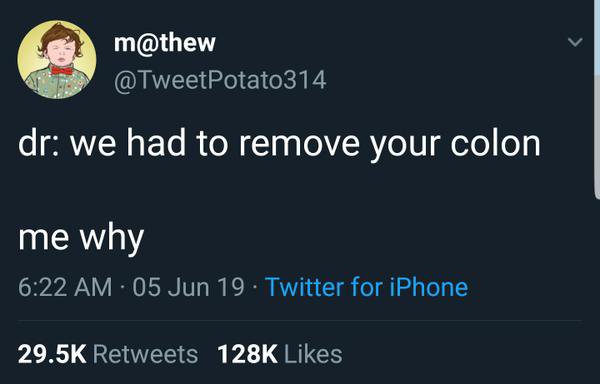 m@thew
@TweetPotato314
dr: we had to remove your colon
me why
6:22 AM · 05 Jun 19 · Twitter for iPhone
29.5K Retweets 128K Likes